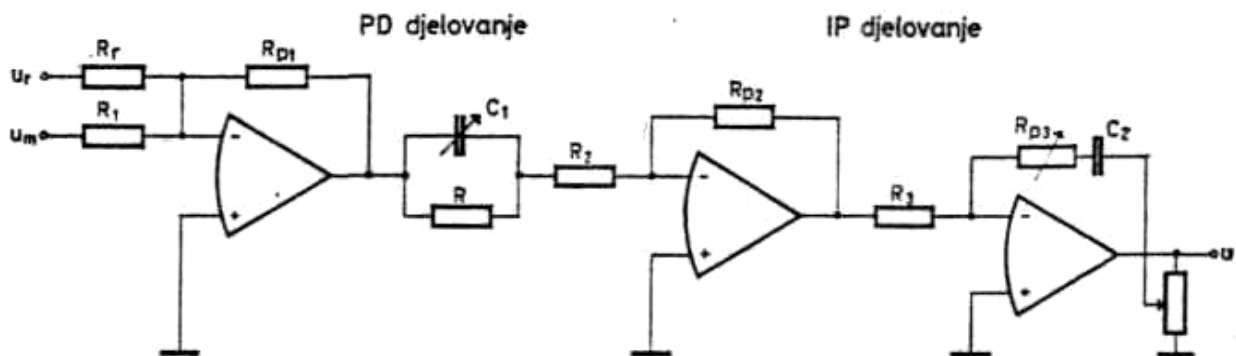 PD djelovanje
IP djelovanje
Rr
RD1
ur
R1
um
C1
R
R2
RD2
R3
RD3
C2
u